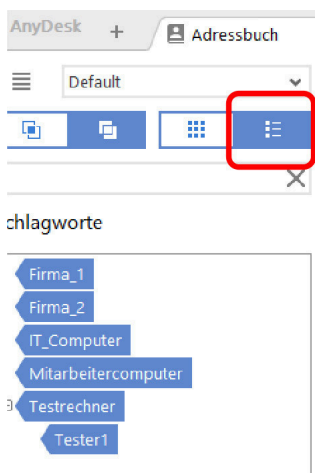 AnyDesk + Adressbuch
Default
chlagworte
Firma_1
Firma_2
IT_Computer
Mitarbeitercomputer
Testrechner
Tester1